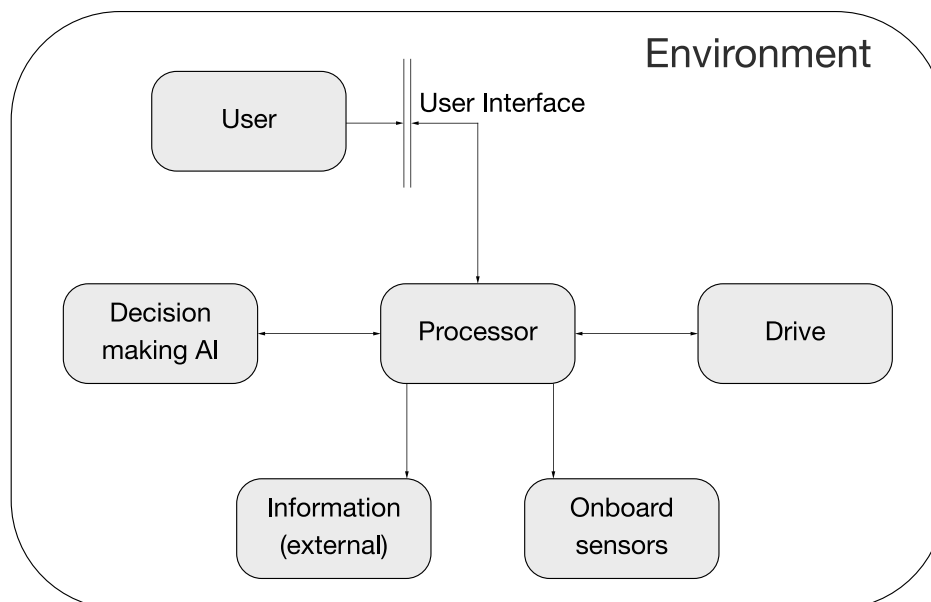 Environment
User
User Interface
Decision
making AI
Processor
Drive
Information
(external)
Onboard
sensors